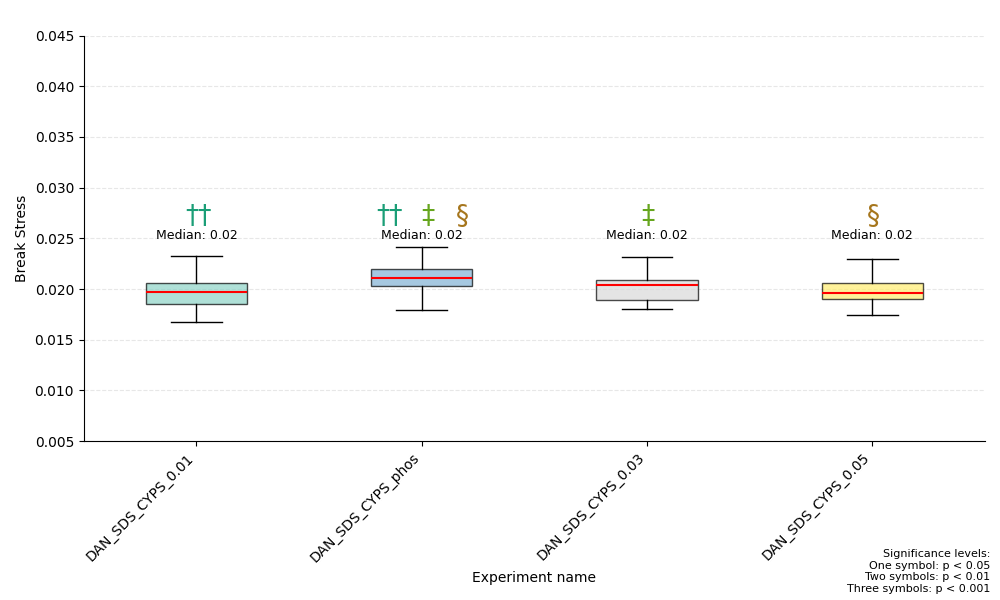 0.045
0.040
0.035
0.030
0.025
0.020
0.015
0.010
0.005
Break Stress
†† †† ‡ § ‡ §
Median: 0.02 Median: 0.02 Median: 0.02 Median: 0.02
DAN_SDS_CYPS_0.01
DAN_SDS_CYPS_phos
DAN_SDS_CYPS_0.03
DAN_SDS_CYPS_0.05
Experiment name
Significance levels:
One symbol: p < 0.05
Two symbols: p < 0.01
Three symbols: p < 0.001